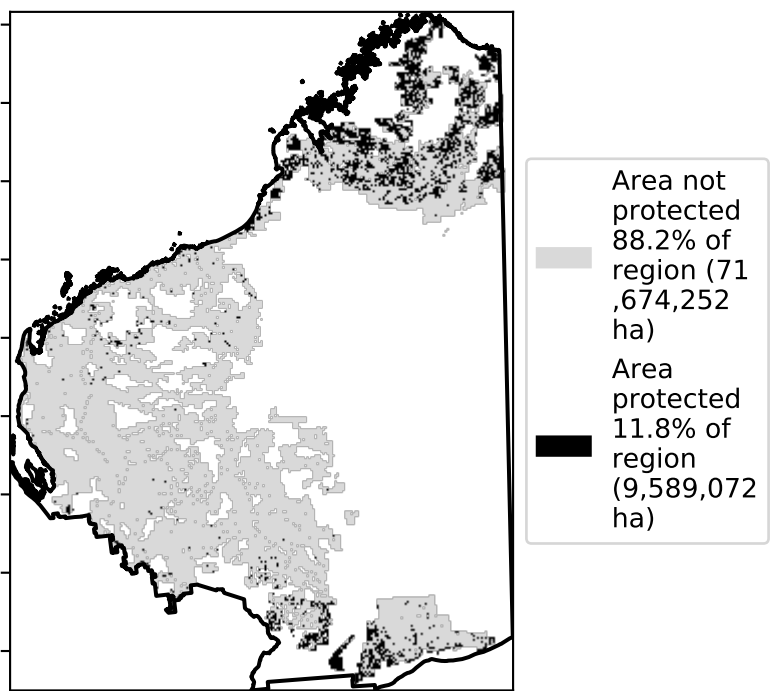 Area not
protected
88.2% of
region (71
,674,252
ha)
Area
protected
11.8% of
region
(9,589,072
ha)